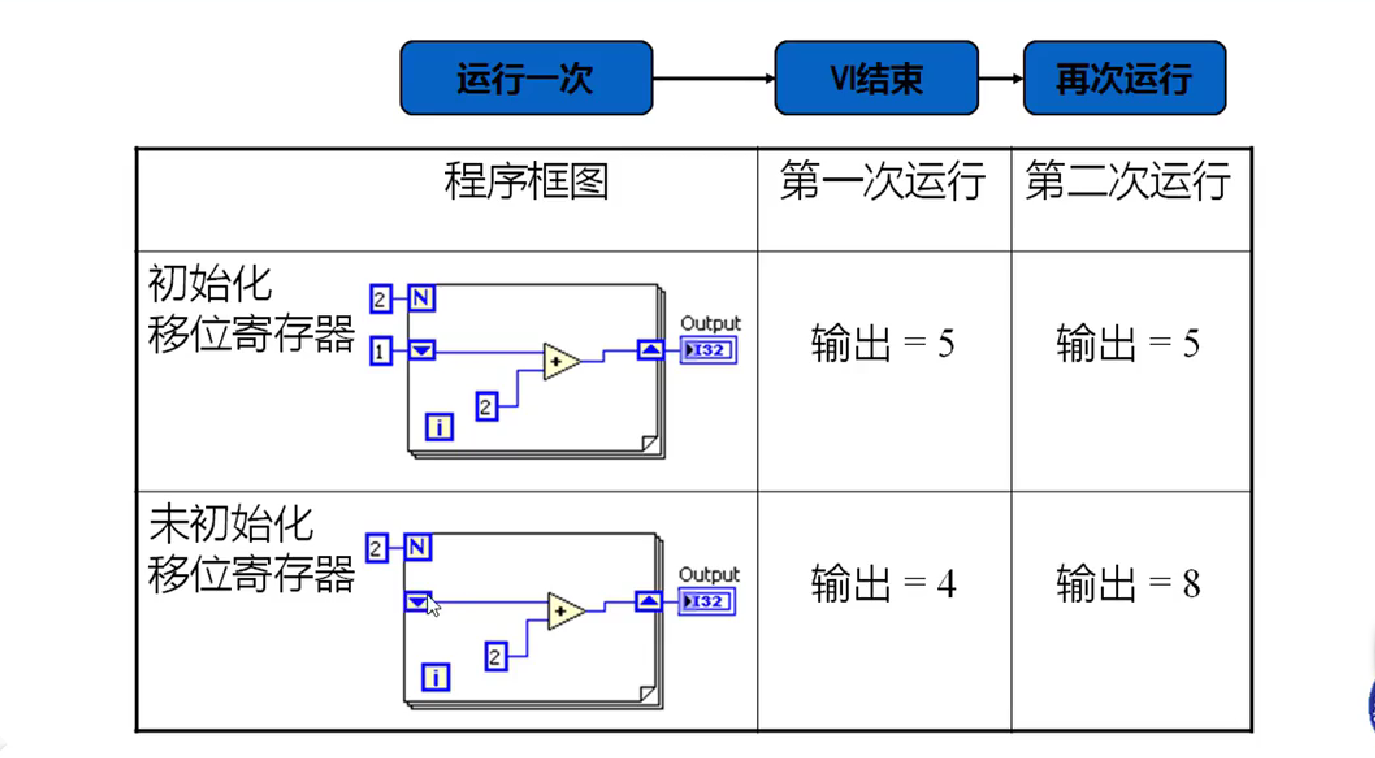 运行一次
VI结束
再次运行
程序框图
第一次运行
第二次运行
初始化
移位寄存器
2
N
1
+
2
i
Output
I32
输出 = 5
输出 = 5
未初始化
移位寄存器
2
N
+
2
i
Output
I32
输出 = 4
输出 = 8